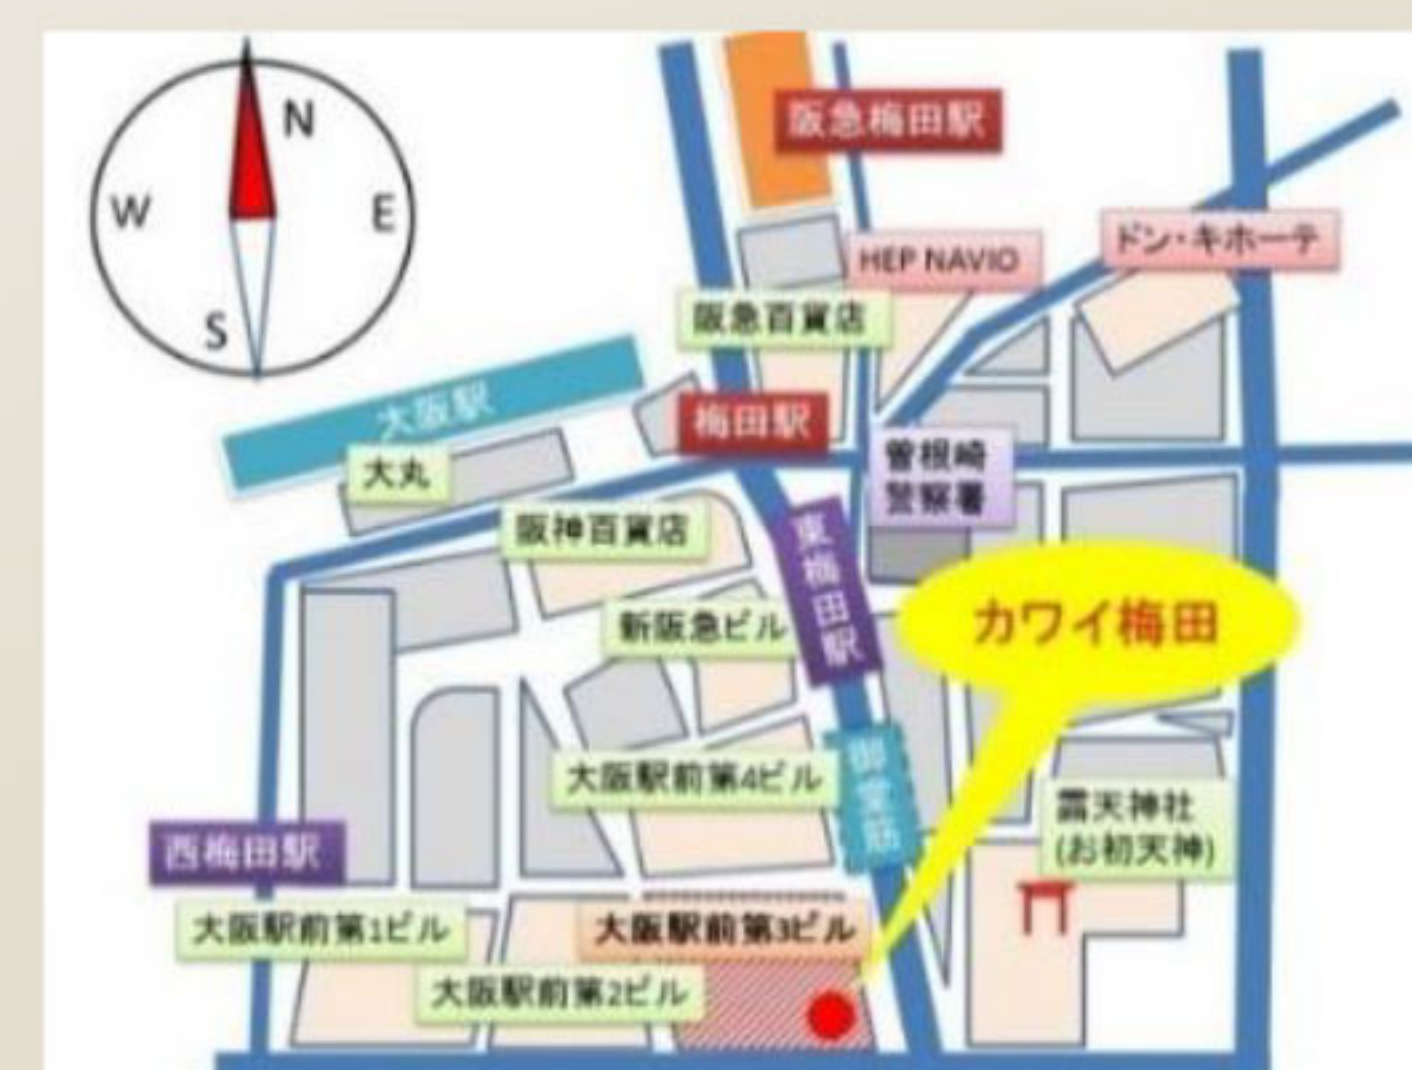 N
W
E
S
阪急梅田駅
HEP NAVIO
ドン・キホーテ
阪急百貨店
大阪駅
梅田駅
大丸
曽根崎
警察署
阪神百貨店
東梅田駅
新阪急ビル
カワイ梅田
大阪駅前第4ビル
御堂筋
露天神社
(お初天神)
西梅田駅
大阪駅前第1ビル
大阪駅前第3ビル
大阪駅前第2ビル